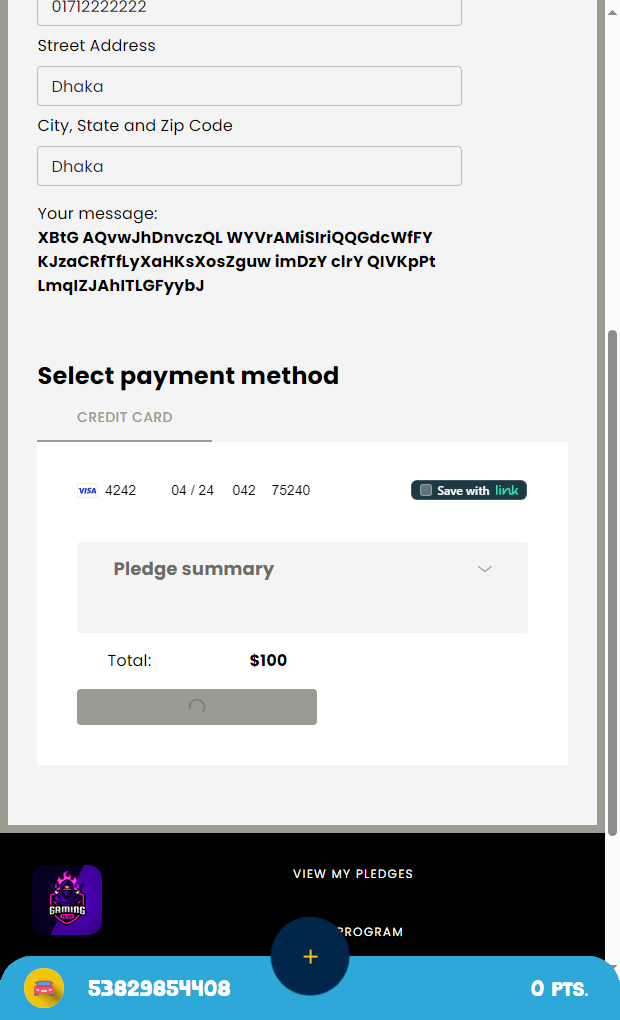 01712222222
Street Address
Dhaka
City, State and Zip Code
Dhaka
Your message:
XBtG AQvwJhDnvczQL WYVrAMiSIriQQGdcWfFY
KJzaCRfTfLyXaHKsXosZguw imDzY clrY QIVKpPt
LmqIZJAhITLGFyybJ
Select payment method
CREDIT CARD
VISA 4242 04 / 24 042 75240 Save with link
Pledge summary
Total: $100
VIEW MY PLEDGES
GAMING
PROGRAM
+
53829854408 0 PTS.